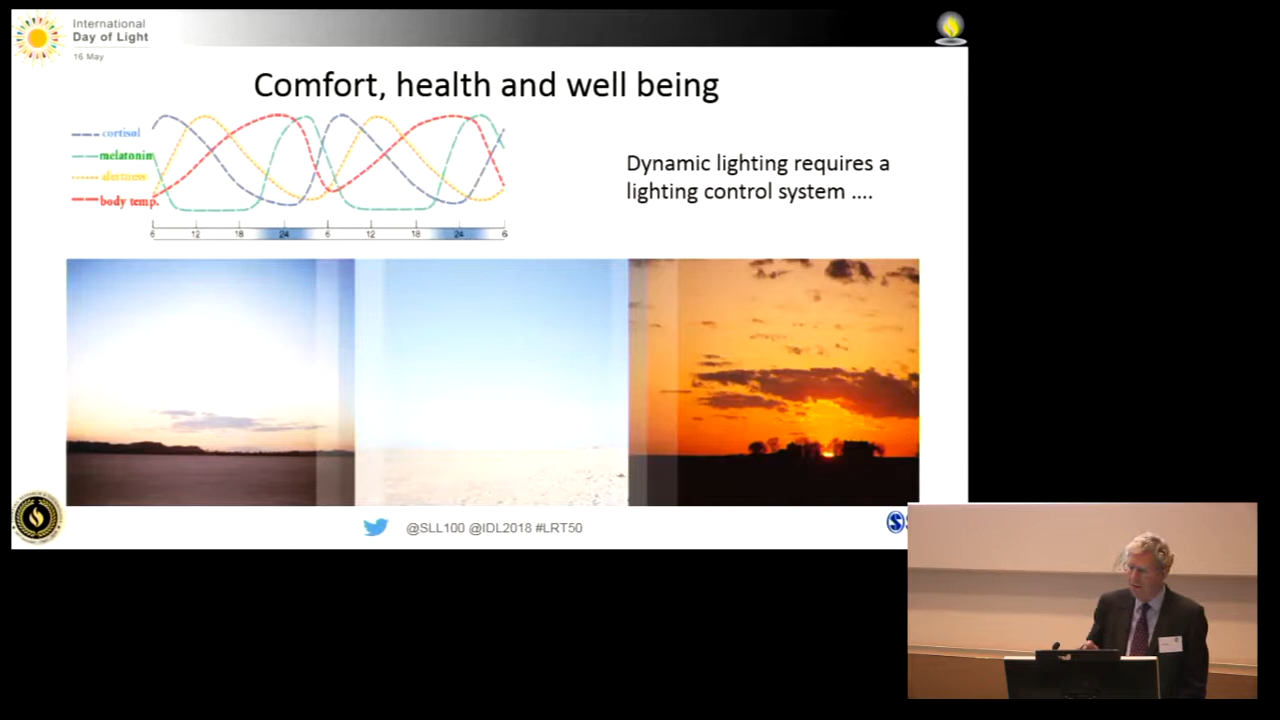 International
Day of Light
16 May
Comfort, health and well being
cortisol
melatonin
alertness
body temp.
6 12 18 24 6 12 18 24 6
Dynamic lighting requires a
lighting control system ....
@SLL100 @IDL2018 #LRT50
S